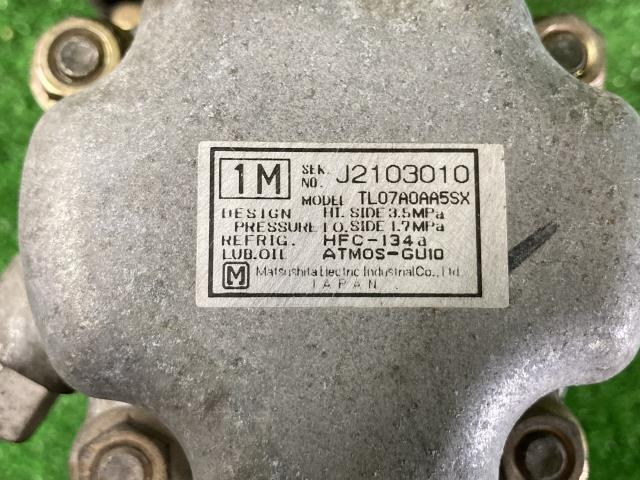 1M SER. NO. J2103010
MODEL TL07A0AA5SX
DESIGN HI. SIDE 3.5MPa
PRESSURE LO. SIDE 1.7MPa
REFRIG. HFC-134a
LUB.OIL ATMOS-GU10
M Matsushita Electric Industrial Co., Ltd.
JAPAN